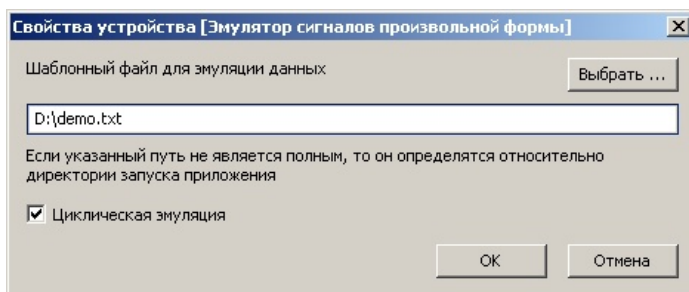 Свойства устройства [Эмулятор сигналов произвольной формы]
Шаблонный файл для эмуляции данных
Выбрать ...
D:\demo.txt
Если указанный путь не является полным, то он определятся относительно
директории запуска приложения
Циклическая эмуляция
OK
Отмена